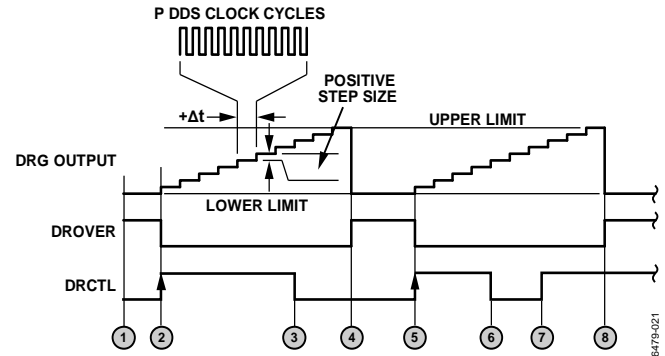 P DDS CLOCK CYCLES
POSITIVE
STEP SIZE
+Δt
UPPER LIMIT
DRG OUTPUT
LOWER LIMIT
DROVER
DRCTL
1 2 3 4 5 6 7 8
6479-021